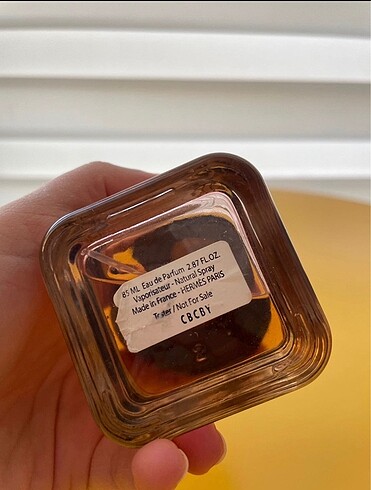 85 ML Eau de Parfum 2.87 FL.OZ.
Vaporisateur - Natural Spray
Made in France - HERMÈS PARIS
Tester / Not For Sale
CBCBY